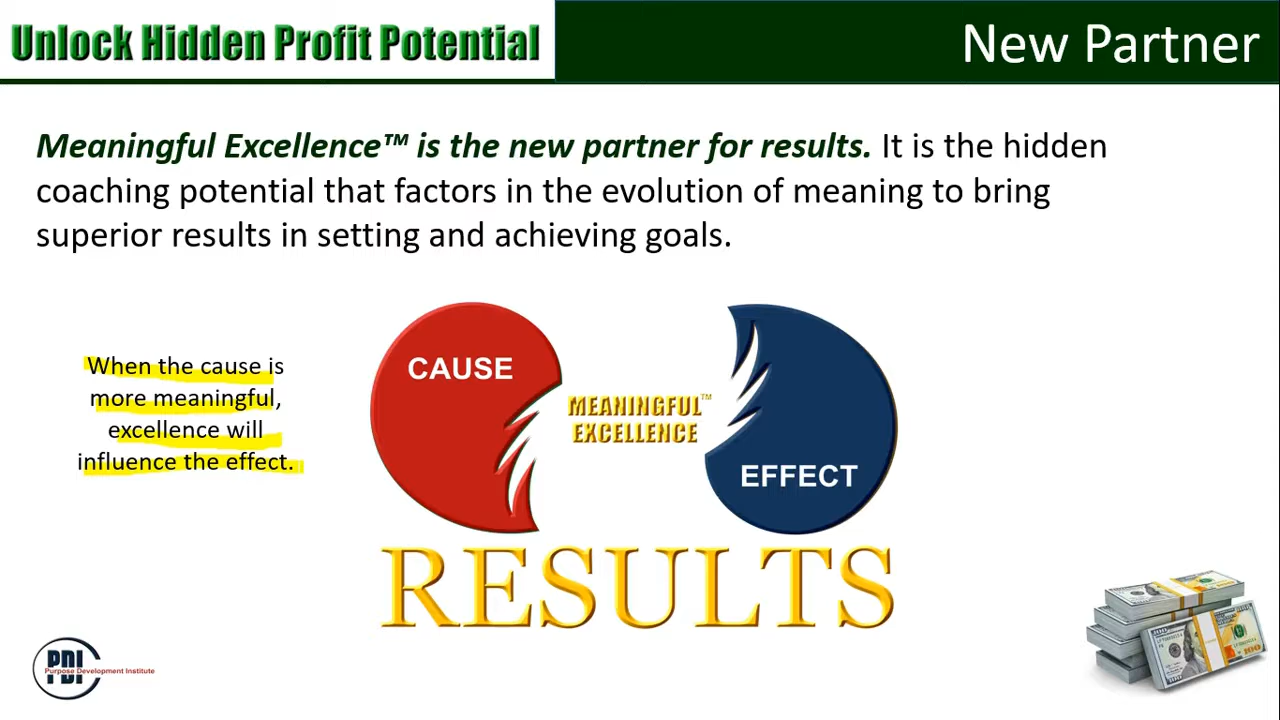 Unlock Hidden Profit Potential
New Partner
Meaningful Excellence™ is the new partner for results. It is the hidden
coaching potential that factors in the evolution of meaning to bring
superior results in setting and achieving goals.
When the cause is
more meaningful,
excellence will
influence the effect.
CAUSE
MEANINGFUL™
EXCELLENCE
EFFECT
RESULTS
PDI
Purpose Development Institute
100